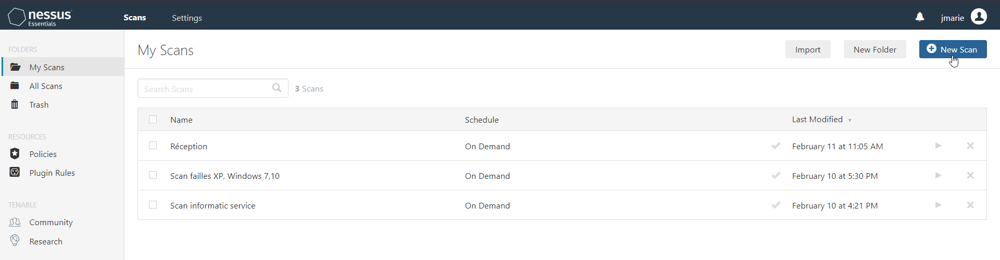 nessus
Essentials
Scans
Settings
jmarie
FOLDERS
My Scans
All Scans
Trash
RESOURCES
Policies
Plugin Rules
TENABLE
Community
Research
My Scans
Import
New Folder
New Scan
Search Scans
3 Scans
Name Schedule Last Modified
Réception On Demand February 11 at 11:05 AM
Scan failles XP, Windows 7,10 On Demand February 10 at 5:30 PM
Scan informatic service On Demand February 10 at 4:21 PM